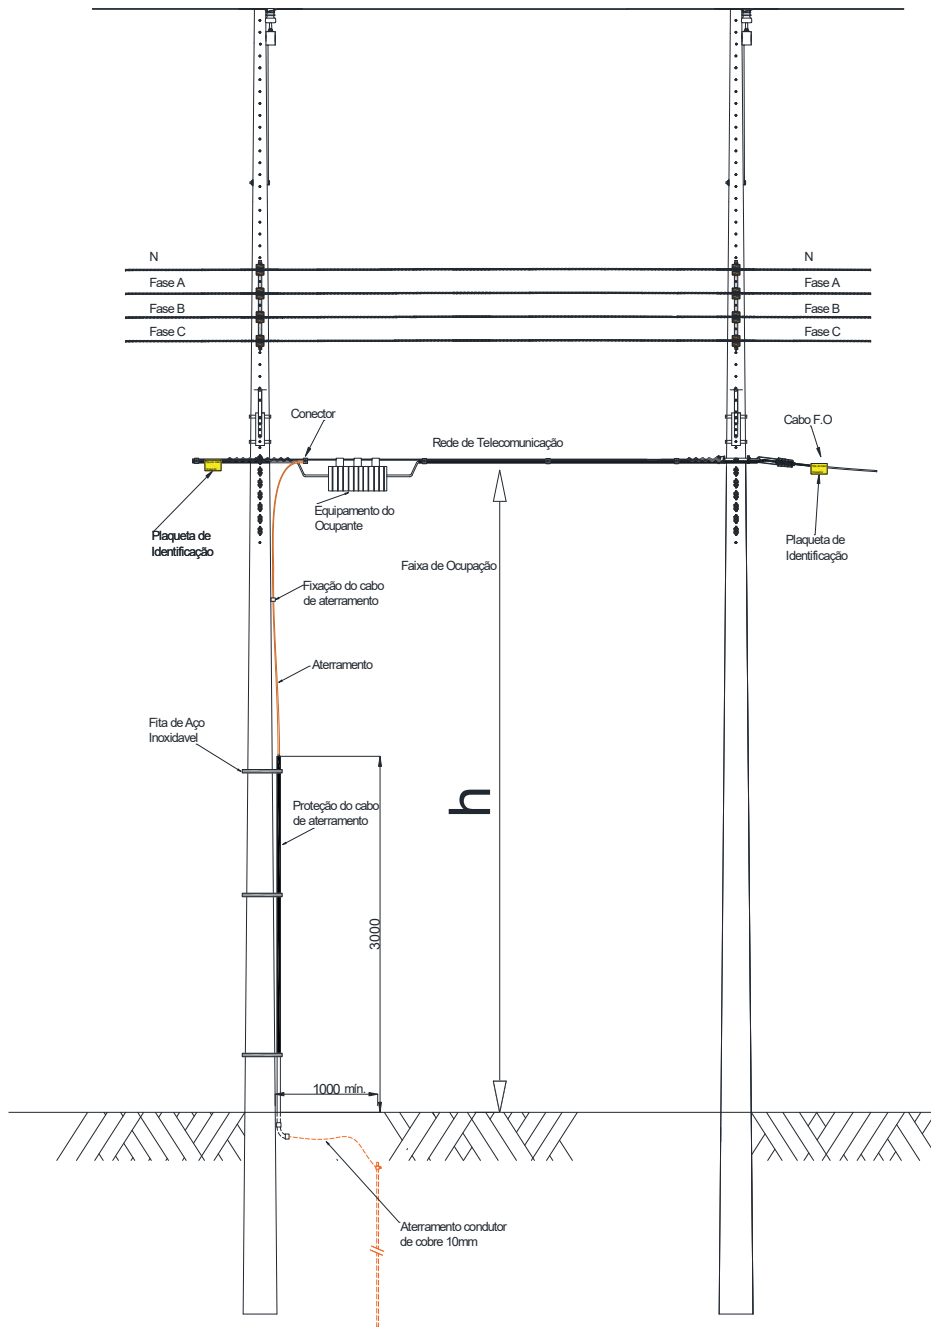 N
N
Fase A
Fase A
Fase B
Fase B
Fase C
Fase C
Conector
Cabo F.O
Rede de Telecomunicação
Equipamento do
Ocupante
Plaqueta de
Identificação
Plaqueta de
Identificação
Faixa de Ocupação
Fixação do cabo
de aterramento
Aterramento
Fita de Aço
Inoxidavel
h
Proteção do cabo
de aterramento
3000
1000 mín.
Aterramento condutor
de cobre 10mm